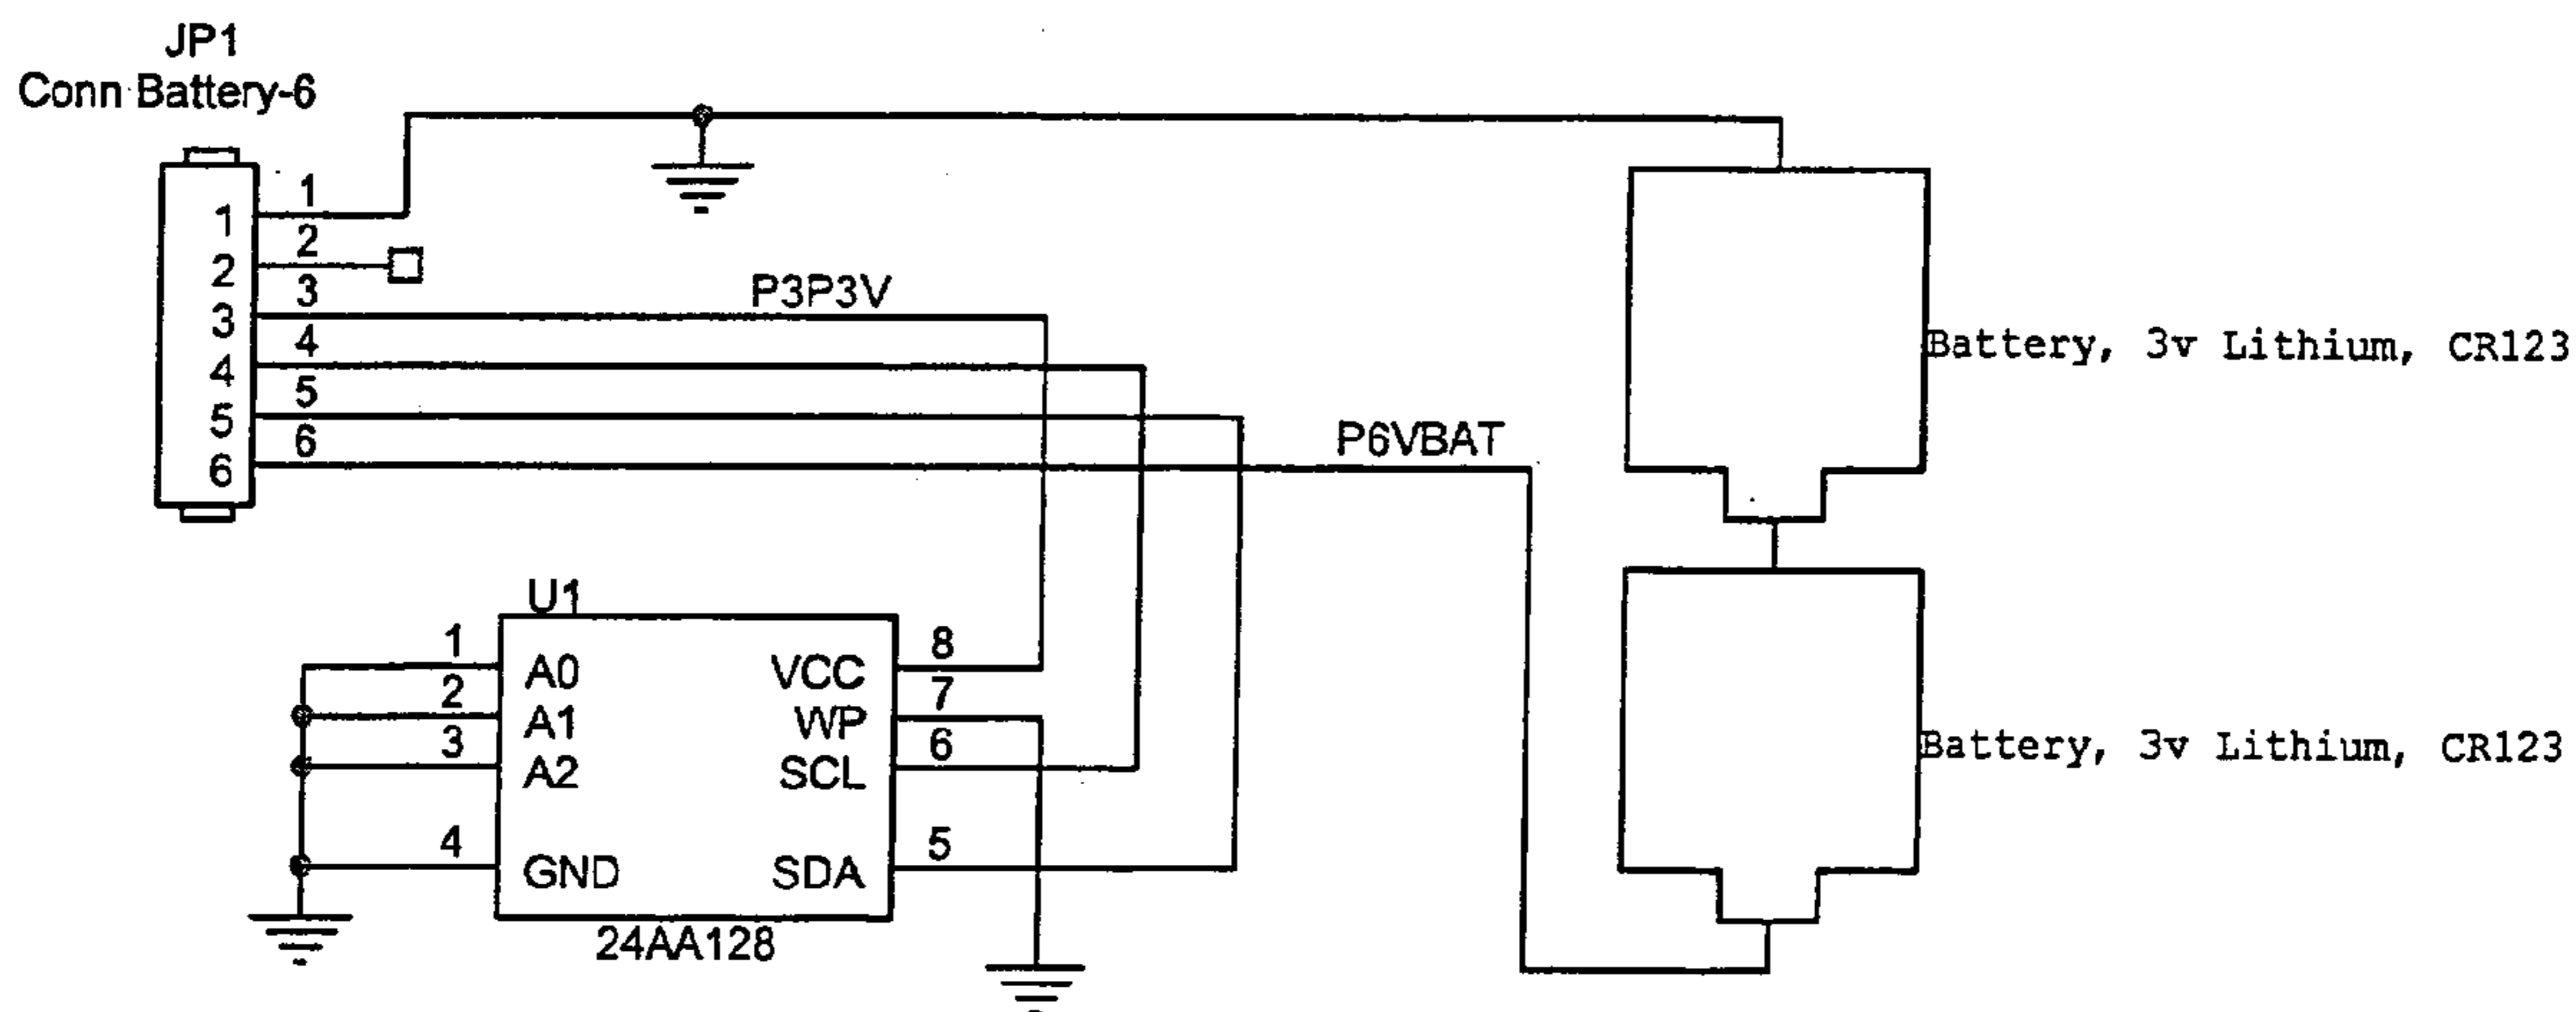 JP1
Conn Battery-6
1
1
2
2
3
3
4
4
5
5
6
6
P3P3V
P6VBAT
Battery, 3v Lithium, CR123
U1
1
A0
2
A1
3
A2
4
GND
VCC
8
WP
7
SCL
6
SDA
5
24AA128
Battery, 3v Lithium, CR123